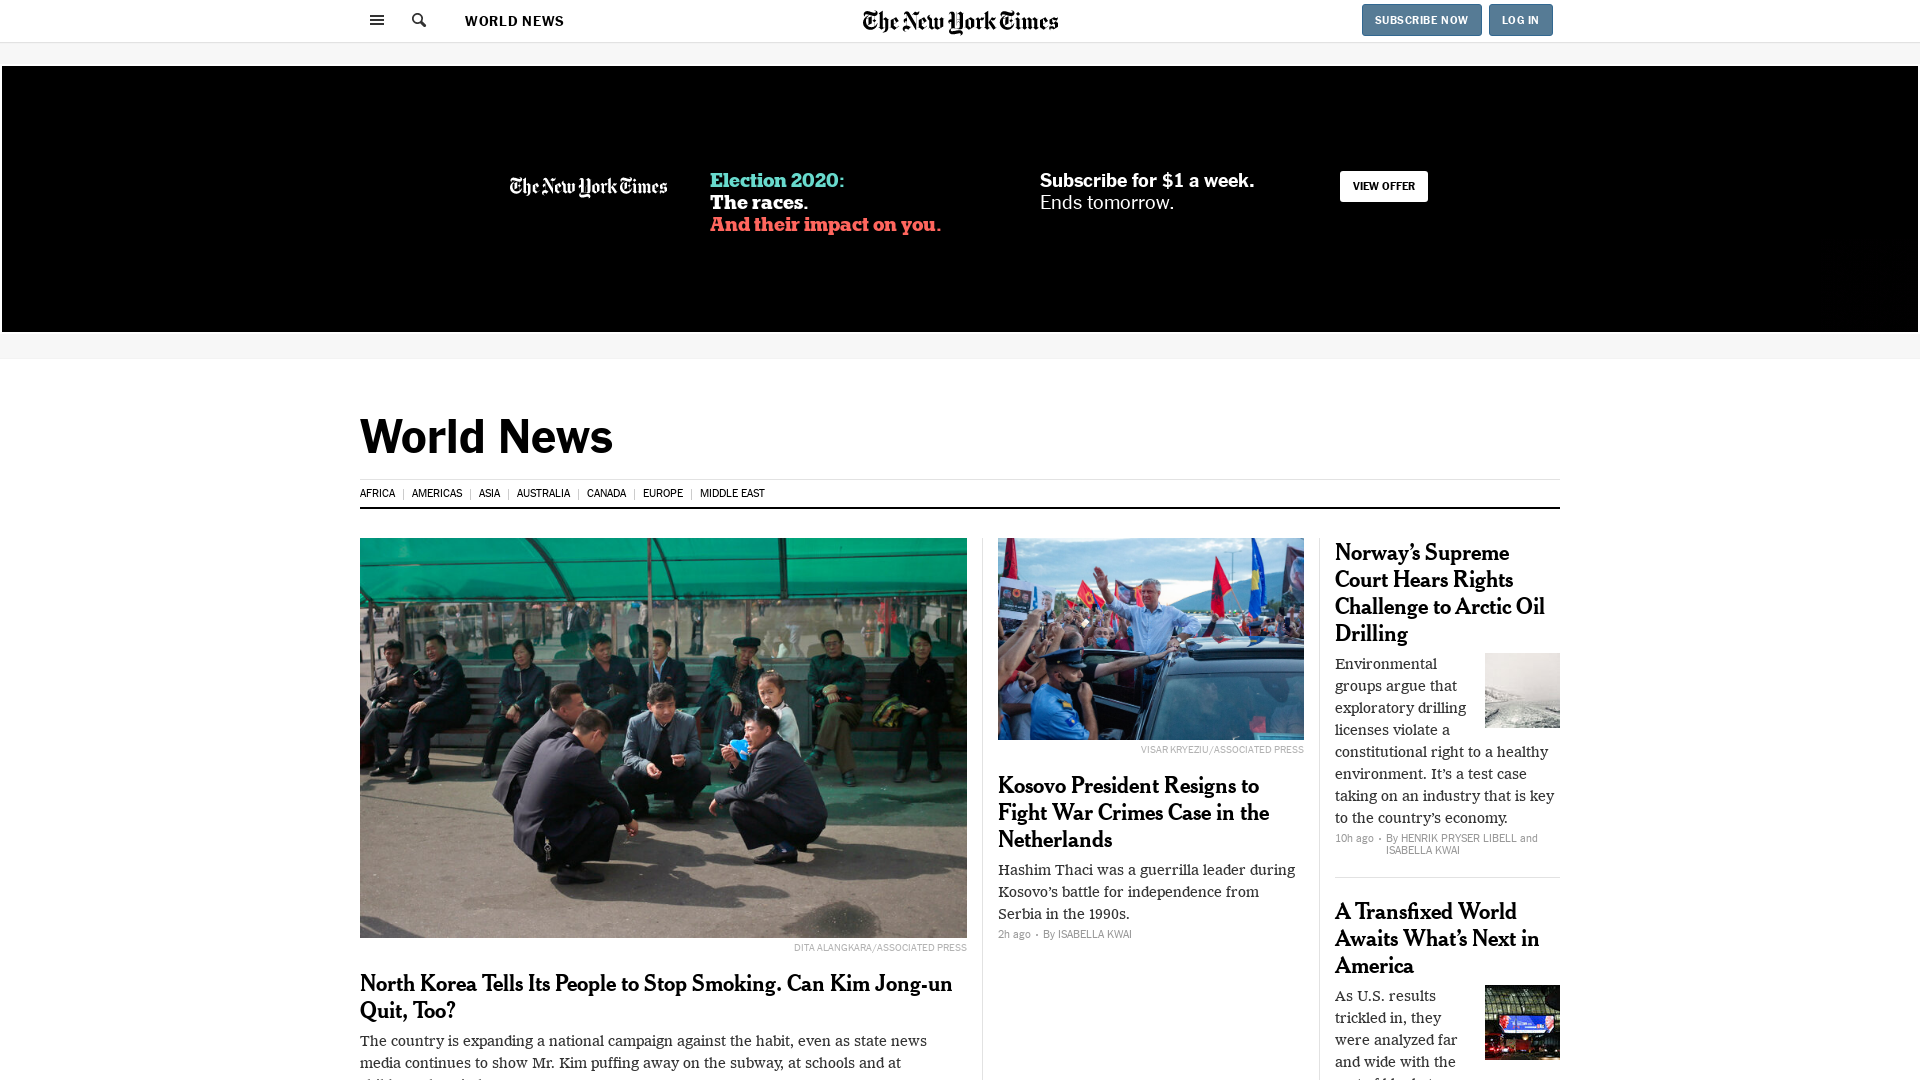 WORLD NEWS
The New York Times
SUBSCRIBE NOW
LOG IN
The New York Times
Election 2020:
The races.
And their impact on you.
Subscribe for $1 a week.
Ends tomorrow.
VIEW OFFER
World News
AFRICA
AMERICAS
ASIA
AUSTRALIA
CANADA
EUROPE
MIDDLE EAST
DITA ALANGKARA/ASSOCIATED PRESS
North Korea Tells Its People to Stop Smoking. Can Kim Jong-un
Quit, Too?
The country is expanding a national campaign against the habit, even as state news
media continues to show Mr. Kim puffing away on the subway, at schools and at
VISAR KRYEZIU/ASSOCIATED PRESS
Kosovo President Resigns to
Fight War Crimes Case in the
Netherlands
Hashim Thaci was a guerrilla leader during
Kosovo’s battle for independence from
Serbia in the 1990s.
2h ago · By ISABELLA KWAI
Norway’s Supreme
Court Hears Rights
Challenge to Arctic Oil
Drilling
Environmental
groups argue that
exploratory drilling
licenses violate a
constitutional right to a healthy
environment. It’s a test case
taking on an industry that is key
to the country’s economy.
10h ago · By HENRIK PRYSER LIBELL and
ISABELLA KWAI
A Transfixed World
Awaits What’s Next in
America
As U.S. results
trickled in, they
were analyzed far
and wide with the